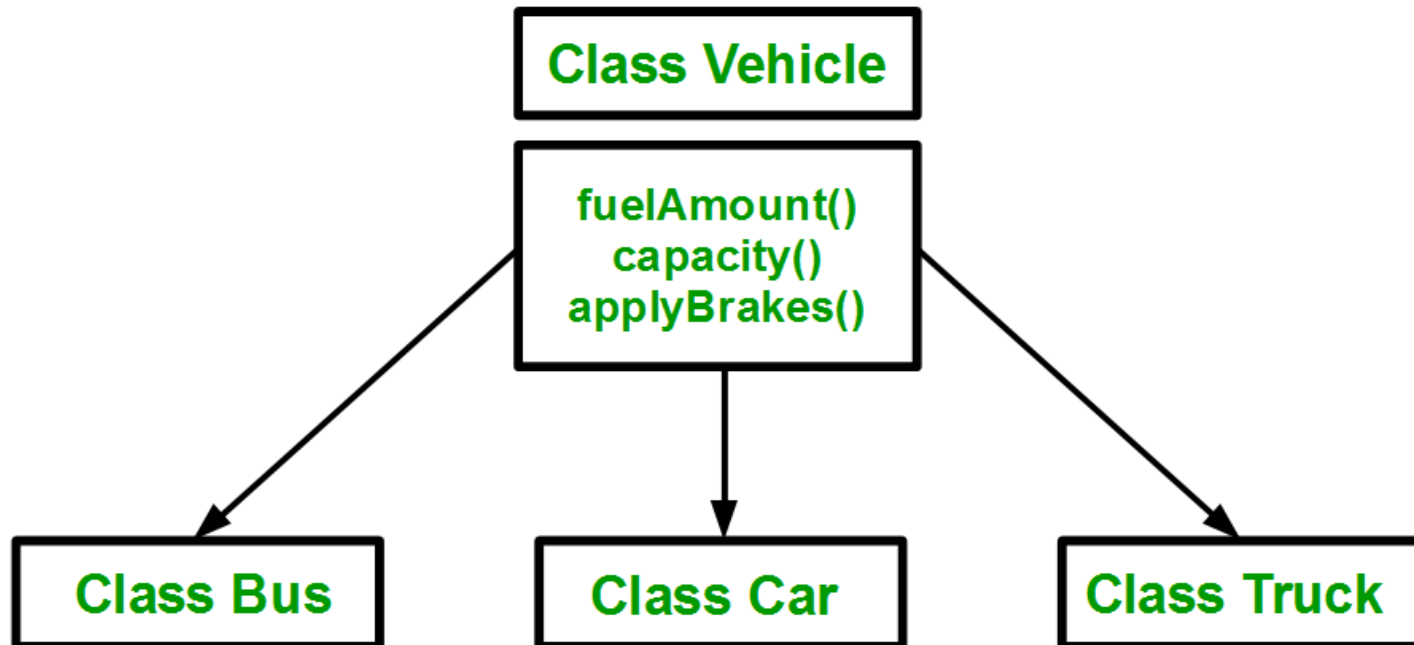 Class Vehicle
fuelAmount()
capacity()
applyBrakes()
Class Bus
Class Car
Class Truck